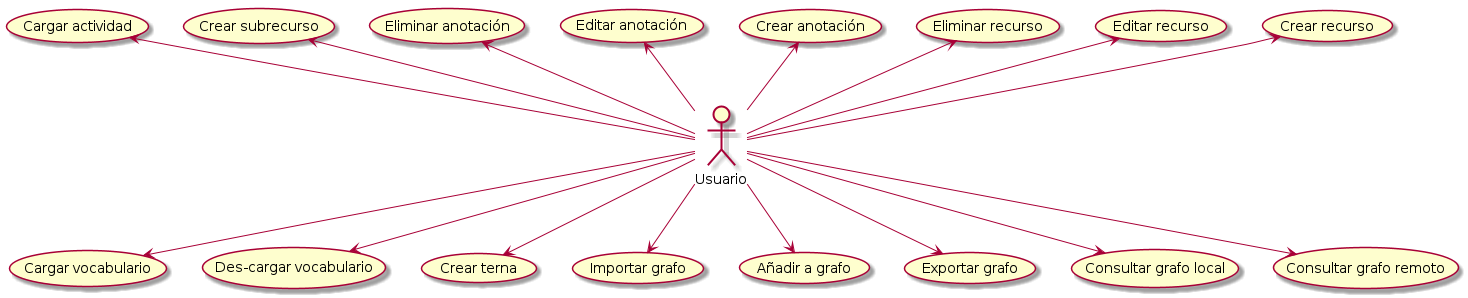 Cargar actividad
Crear subrecurso
Eliminar anotación
Editar anotación
Crear anotación
Eliminar recurso
Editar recurso
Crear recurso
Usuario
Cargar vocabulario
Des-cargar vocabulario
Crear terna
Importar grafo
Añadir a grafo
Exportar grafo
Consultar grafo local
Consultar grafo remoto